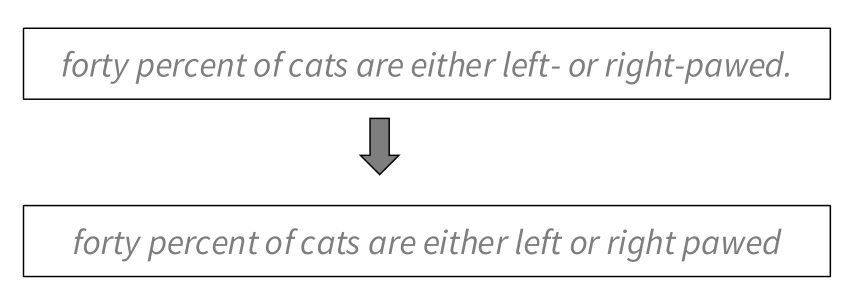 forty percent of cats are either left- or right-pawed.
forty percent of cats are either left or right pawed